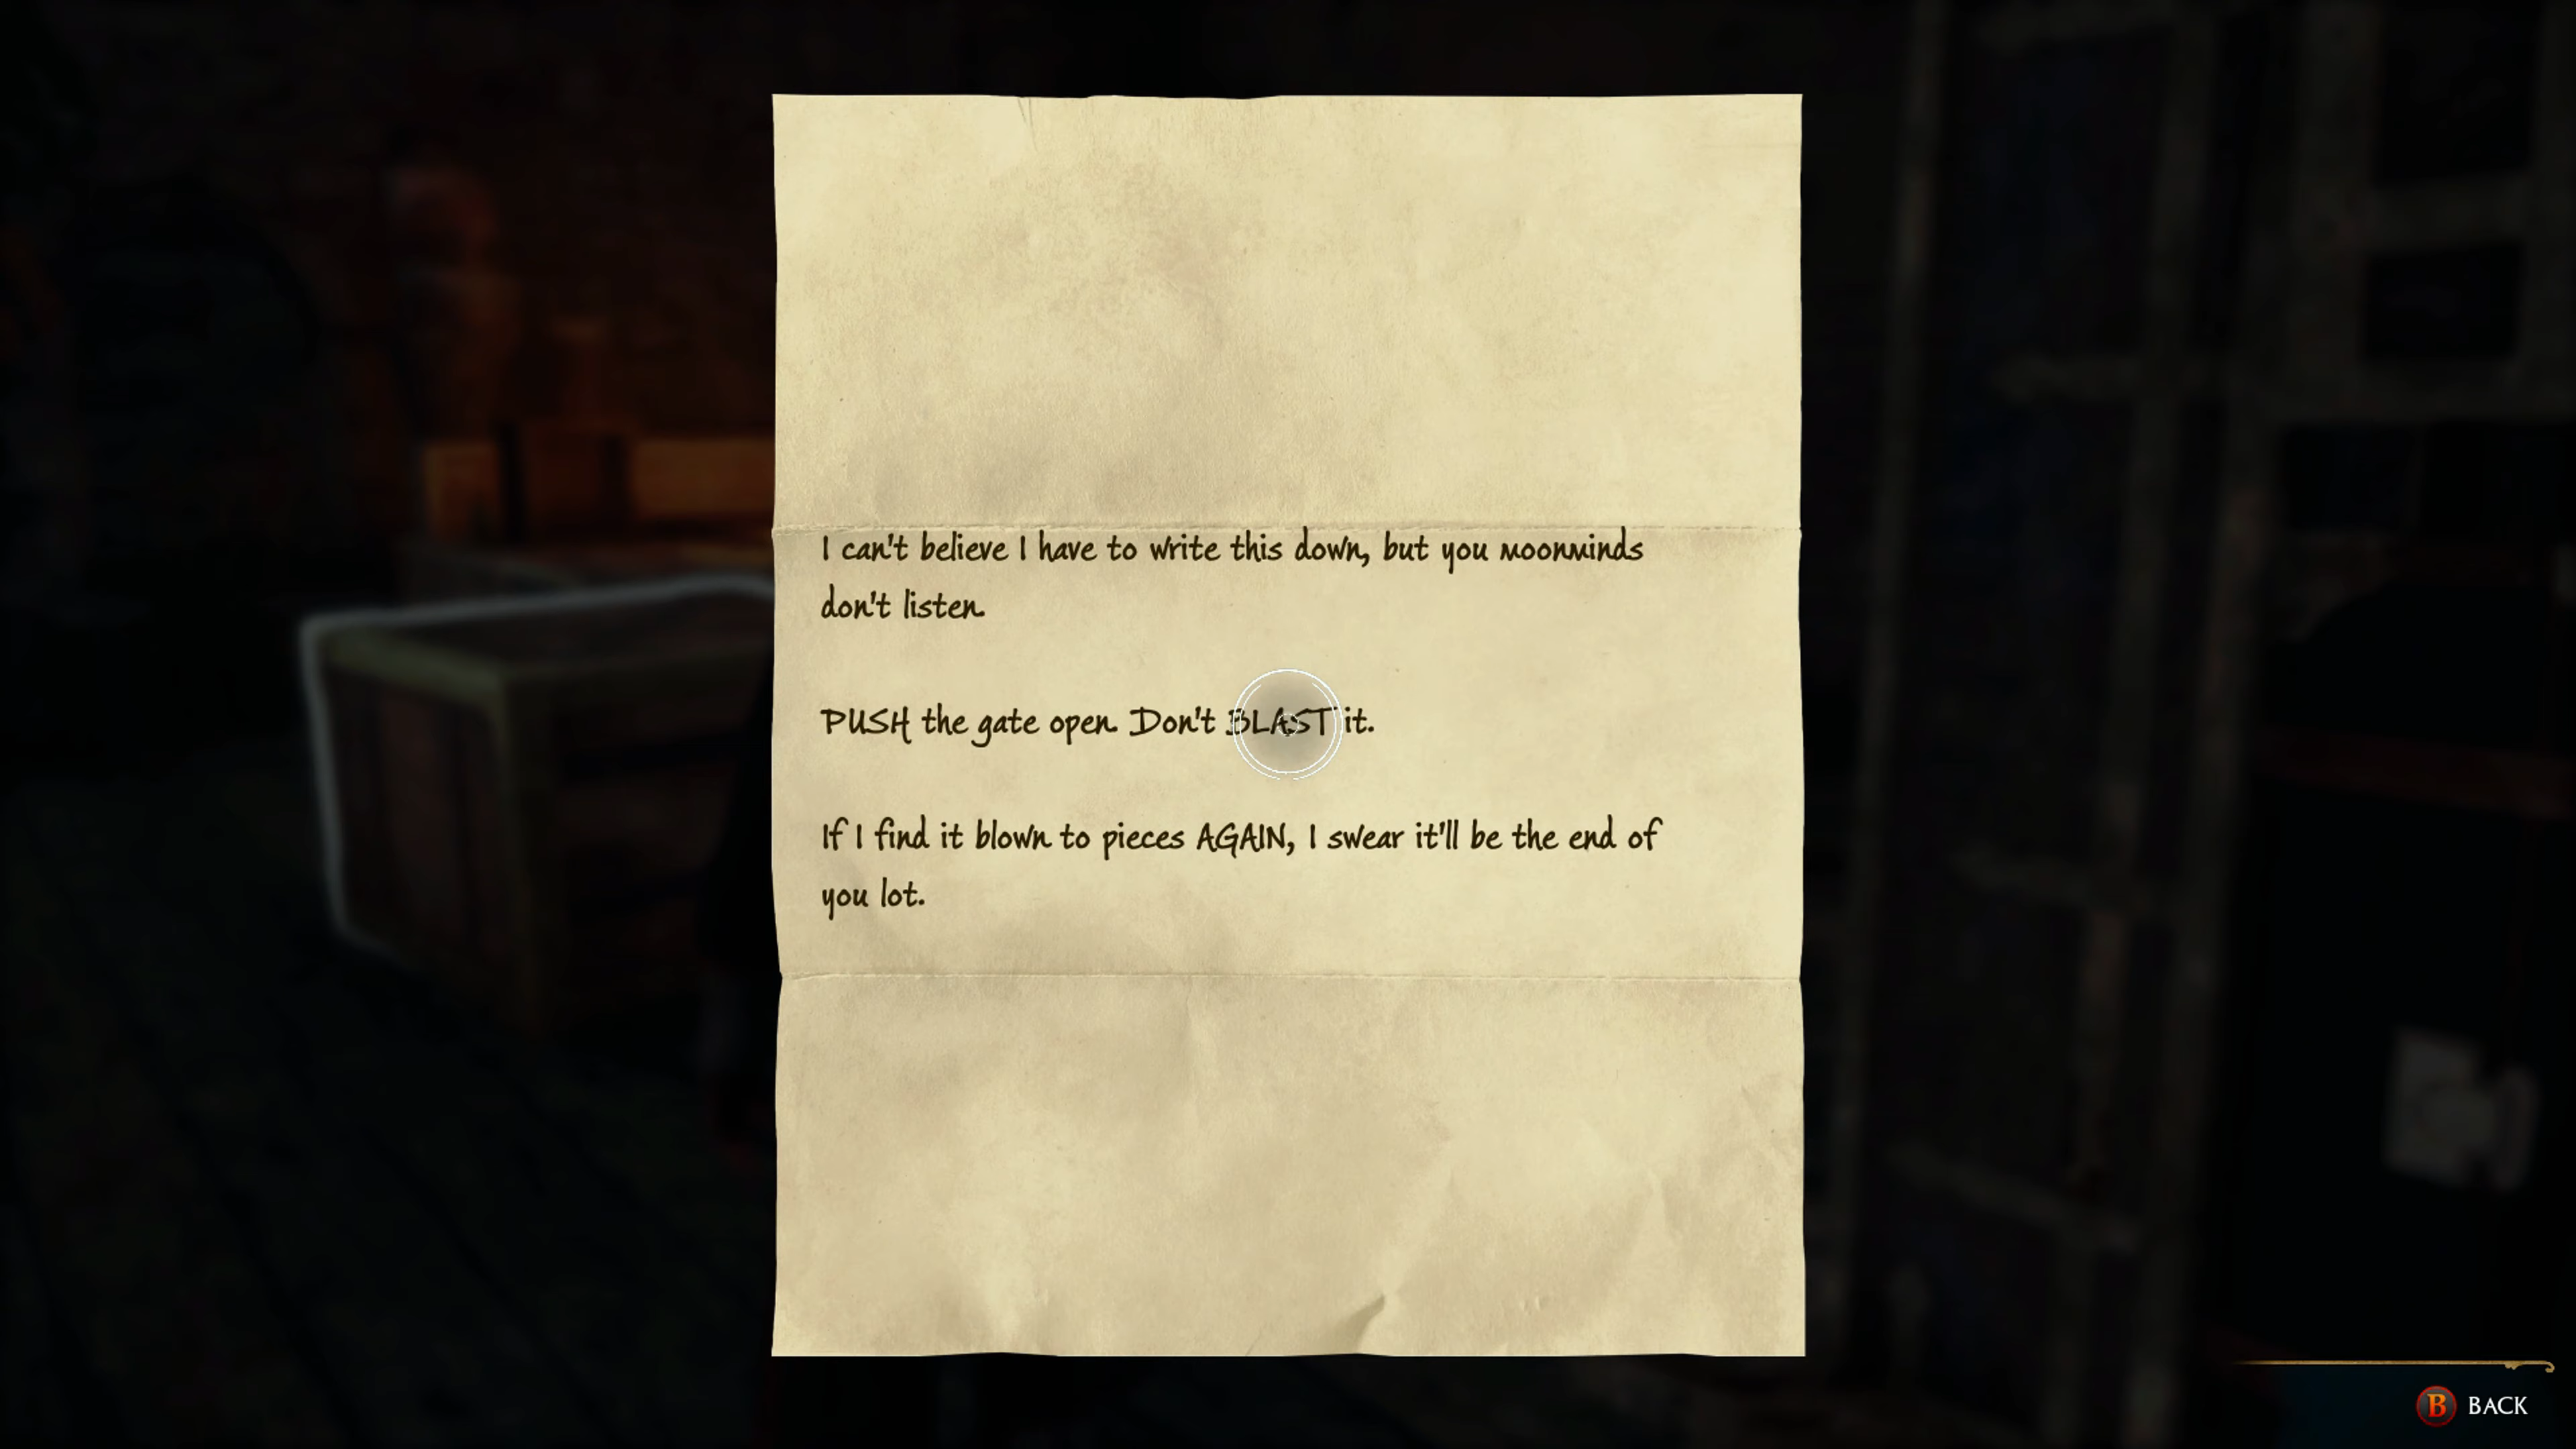 I can't believe I have to write this down, but you moonminds
don't listen.
PUSH the gate open. Don't BLAST it.
If I find it blown to pieces AGAIN, I swear it'll be the end of
you lot.
B BACK